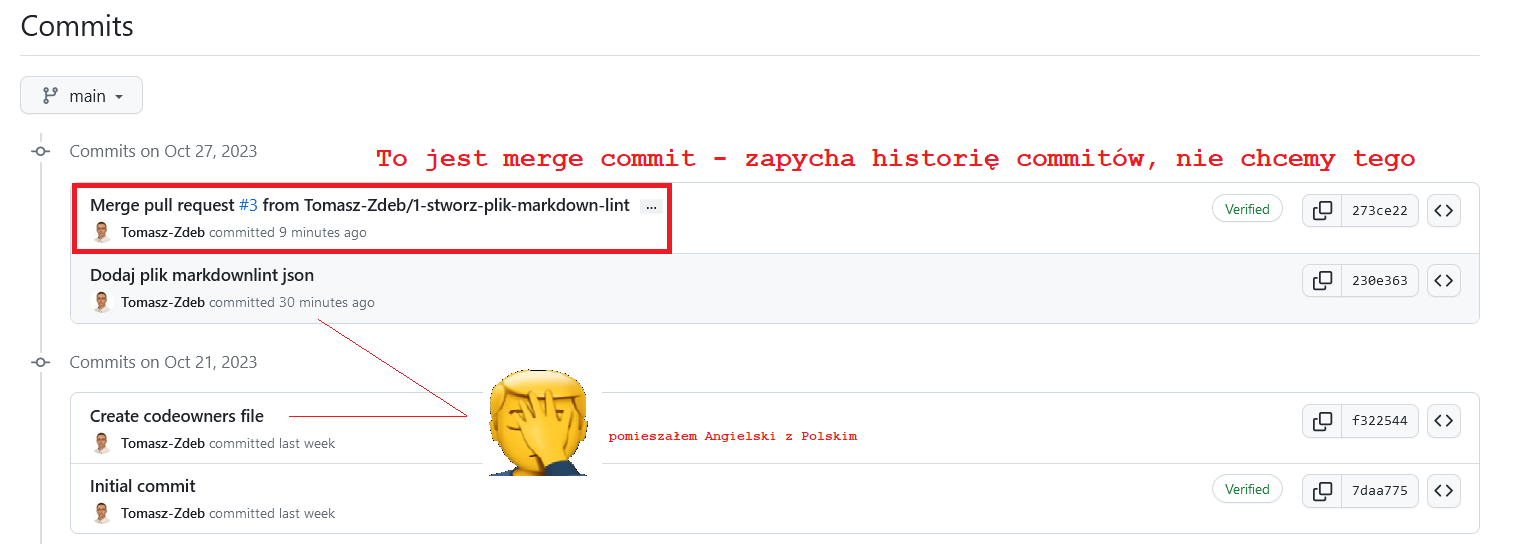 Commits
main
Commits on Oct 27, 2023
To jest merge commit - zapycha historię commitów, nie chcemy tego
Merge pull request #3 from Tomasz-Zdeb/1-stworz-plik-markdown-lint ...
Verified
273ce22
Tomasz-Zdeb committed 9 minutes ago
Dodaj plik markdownlint json
230e363
Tomasz-Zdeb committed 30 minutes ago
Commits on Oct 21, 2023
Create codeowners file
f322544
Tomasz-Zdeb committed last week
pomieszałem Angielski z Polskim
Initial commit
Verified
7daa775
Tomasz-Zdeb committed last week